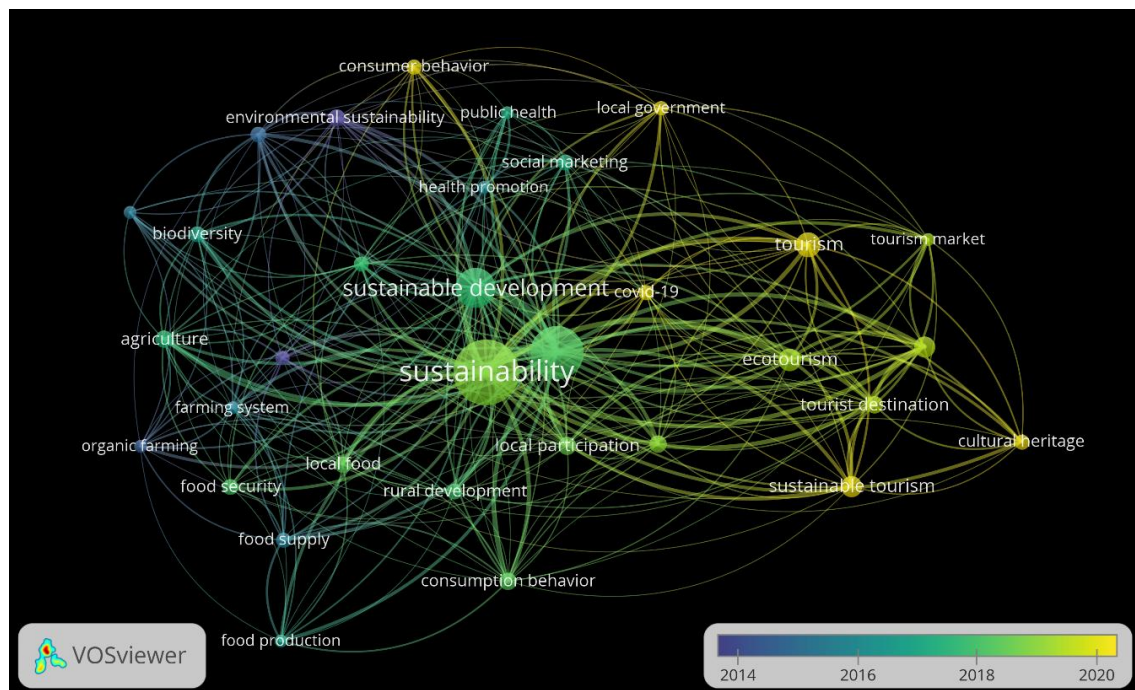 consumer behavior
local government
public health
environmental sustainability
social marketing
health promotion
biodiversity
tourism
tourism market
sustainable development
covid-19
agriculture
ecotourism
sustainability
farming system
tourist destination
organic farming
local participation
cultural heritage
local food
food security
rural development
sustainable tourism
food supply
consumption behavior
food production
VOSviewer
2014
2016
2018
2020